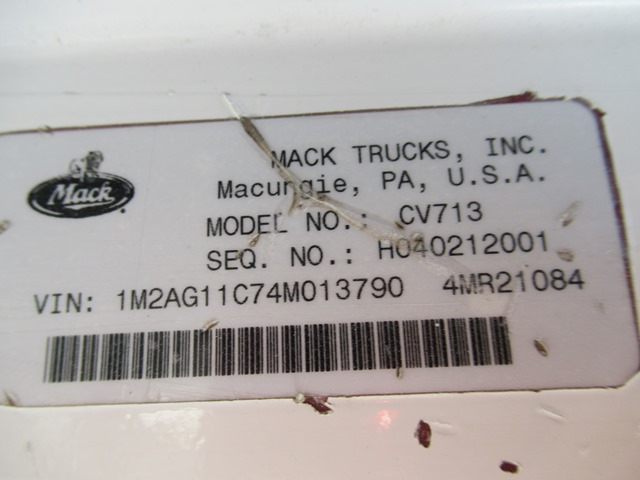 Mack
MACK TRUCKS, INC.
Macungie, PA, U.S.A.
MODEL NO.: CV713
SEQ. NO.: H040212001
VIN: 1M2AG11C74M013790 4MR21084